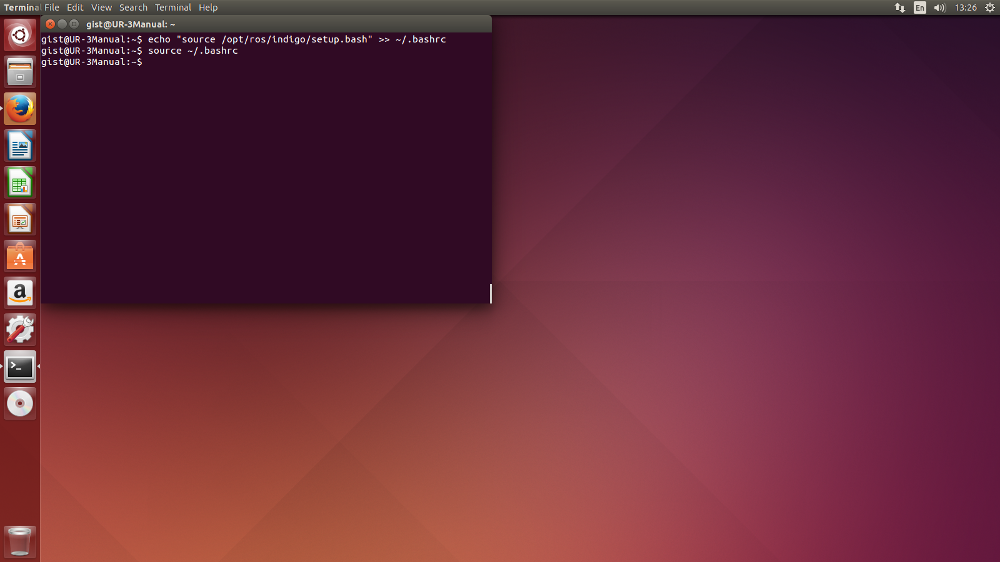 Terminal File Edit View Search Terminal Help En 13:26
gist@UR-3Manual: ~
gist@UR-3Manual:~$ echo "source /opt/ros/indigo/setup.bash" >> ~/.bashrc
gist@UR-3Manual:~$ source ~/.bashrc
gist@UR-3Manual:~$